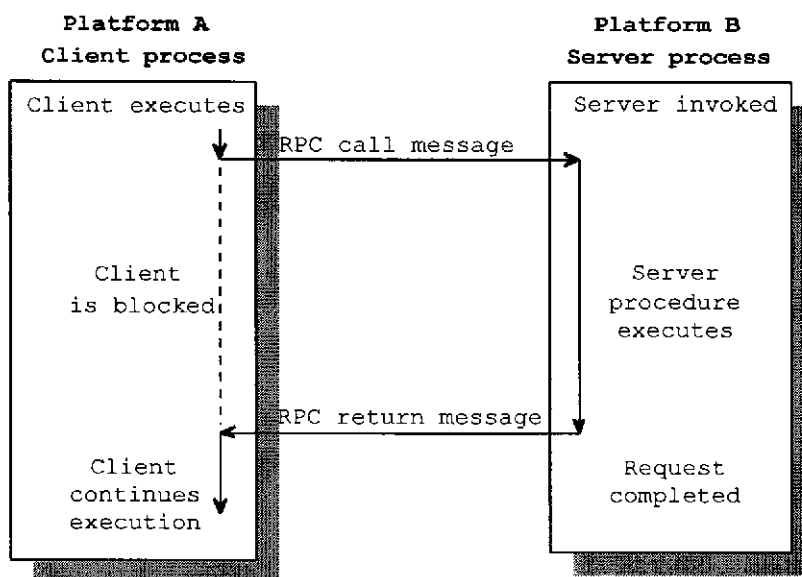 Platform A
Client process
Platform B
Server process
Client executes
Server invoked
RPC call message
Client
is blocked
Server
procedure
executes
RPC return message
Client
continues
execution
Request
completed